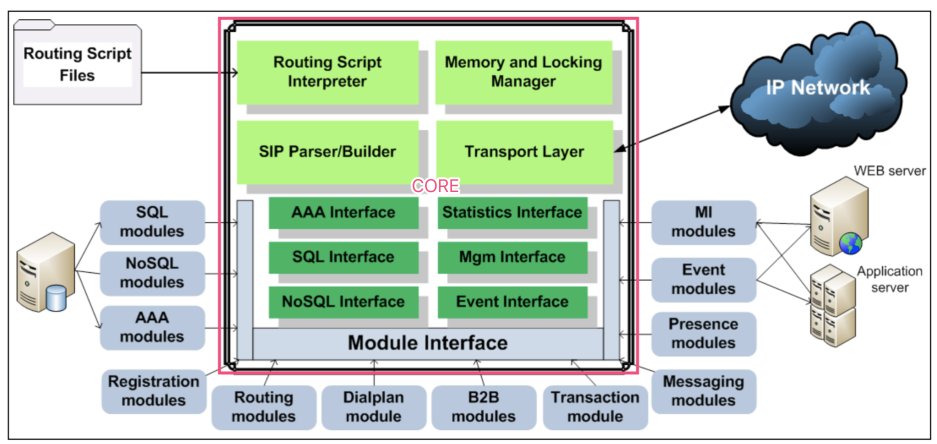 Routing Script
Files
Routing Script
Interpreter
Memory and Locking
Manager
IP Network
SIP Parser/Builder
Transport Layer
CORE
WEB server
SQL
modules
AAA Interface
Statistics Interface
MI
modules
NoSQL
modules
SQL Interface
Mgm Interface
Event
modules
Application
server
AAA
modules
NoSQL Interface
Event Interface
Presence
modules
Module Interface
Registration
modules
Routing
modules
Dialplan
module
B2B
modules
Transaction
module
Messaging
modules